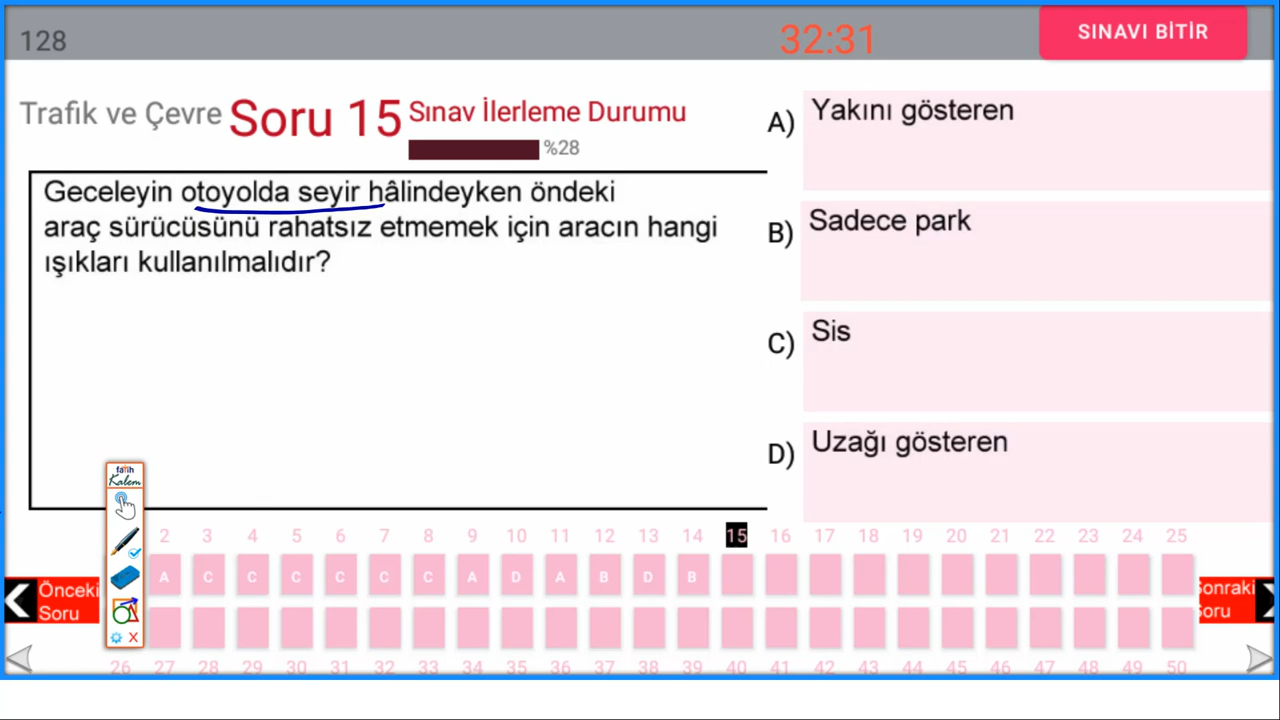 128
32:31
SINAVI BİTİR
Trafik ve Çevre
Soru 15
Sınav İlerleme Durumu
%28
Geceleyin otoyolda seyir hâlindeyken öndeki
araç sürücüsünü rahatsız etmemek için aracın hangi
ışıkları kullanılmalıdır?
A) Yakını gösteren
B) Sadece park
C) Sis
D) Uzağı gösteren
fatih
Kalem
2 3 4 5 6 7 8 9 10 11 12 13 14 15 16 17 18 19 20 21 22 23 24 25
A C C C C C C A D A B D B
Önceki
Soru
Sonraki
Soru
26 27 28 29 30 31 32 33 34 35 36 37 38 39 40 41 42 43 44 45 46 47 48 49 50